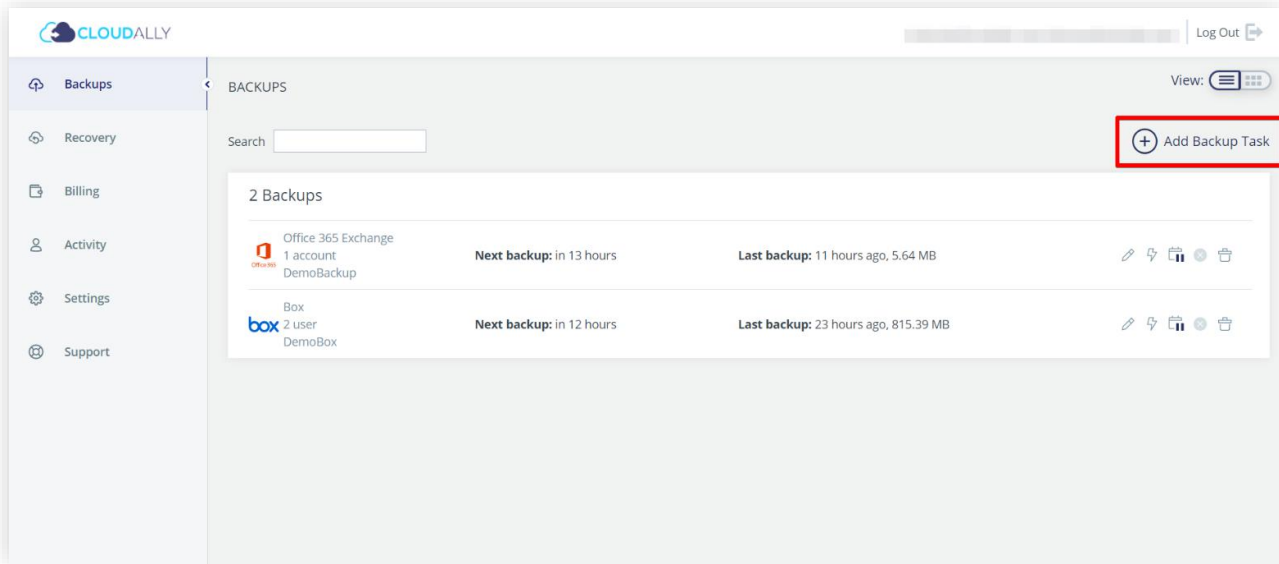 CLOUDALLY
Log Out
Backups
Recovery
Billing
Activity
Settings
Support
BACKUPS
View:
Search
Add Backup Task
2 Backups
Office 365
Office 365 Exchange
1 account
DemoBackup
Next backup: in 13 hours
Last backup: 11 hours ago, 5.64 MB
box
Box
2 user
DemoBox
Next backup: in 12 hours
Last backup: 23 hours ago, 815.39 MB